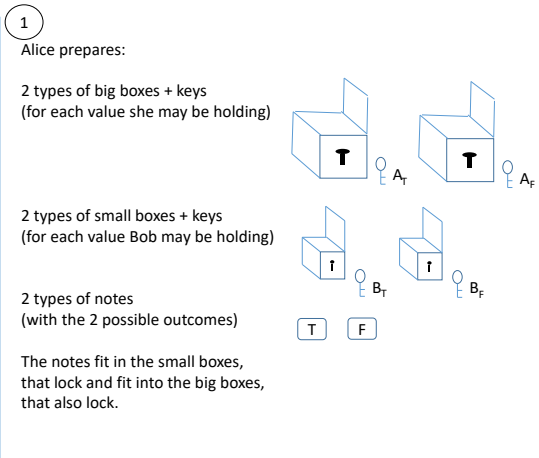 1
Alice prepares:
2 types of big boxes + keys
(for each value she may be holding)
A_T
A_F
2 types of small boxes + keys
(for each value Bob may be holding)
B_T
B_F
2 types of notes
(with the 2 possible outcomes)
T F
The notes fit in the small boxes,
that lock and fit into the big boxes,
that also lock.